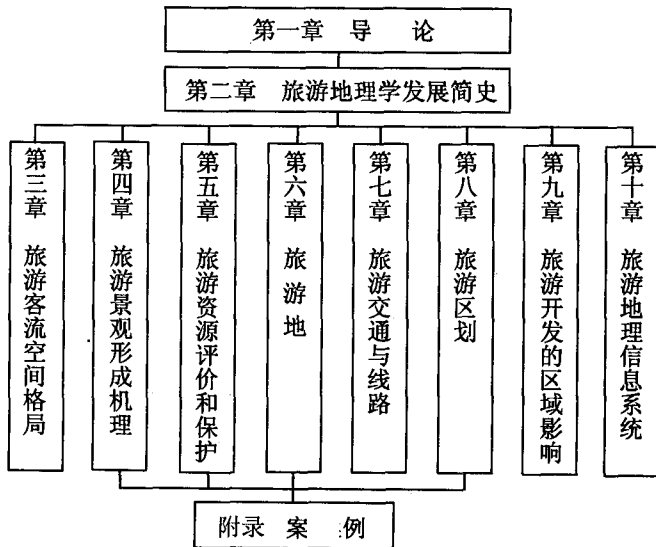 第一章 导 论
第二章 旅游地理学发展简史
第三章 旅游客流空间格局
第四章 旅游景观形成机理
第五章 旅游资源评价和保护
第六章 旅游地
第七章 旅游交通与线路
第八章 旅游区划
第九章 旅游开发的区域影响
第十章 旅游地理信息系统
附录 案 例